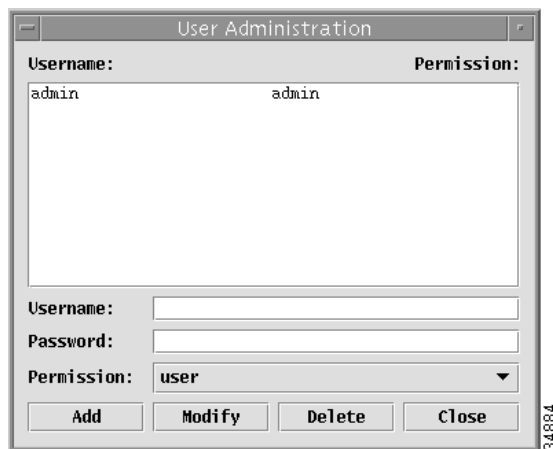 User Administration
Username: Permission:
admin admin
Username:
Password:
Permission: user
Add Modify Delete Close
34884